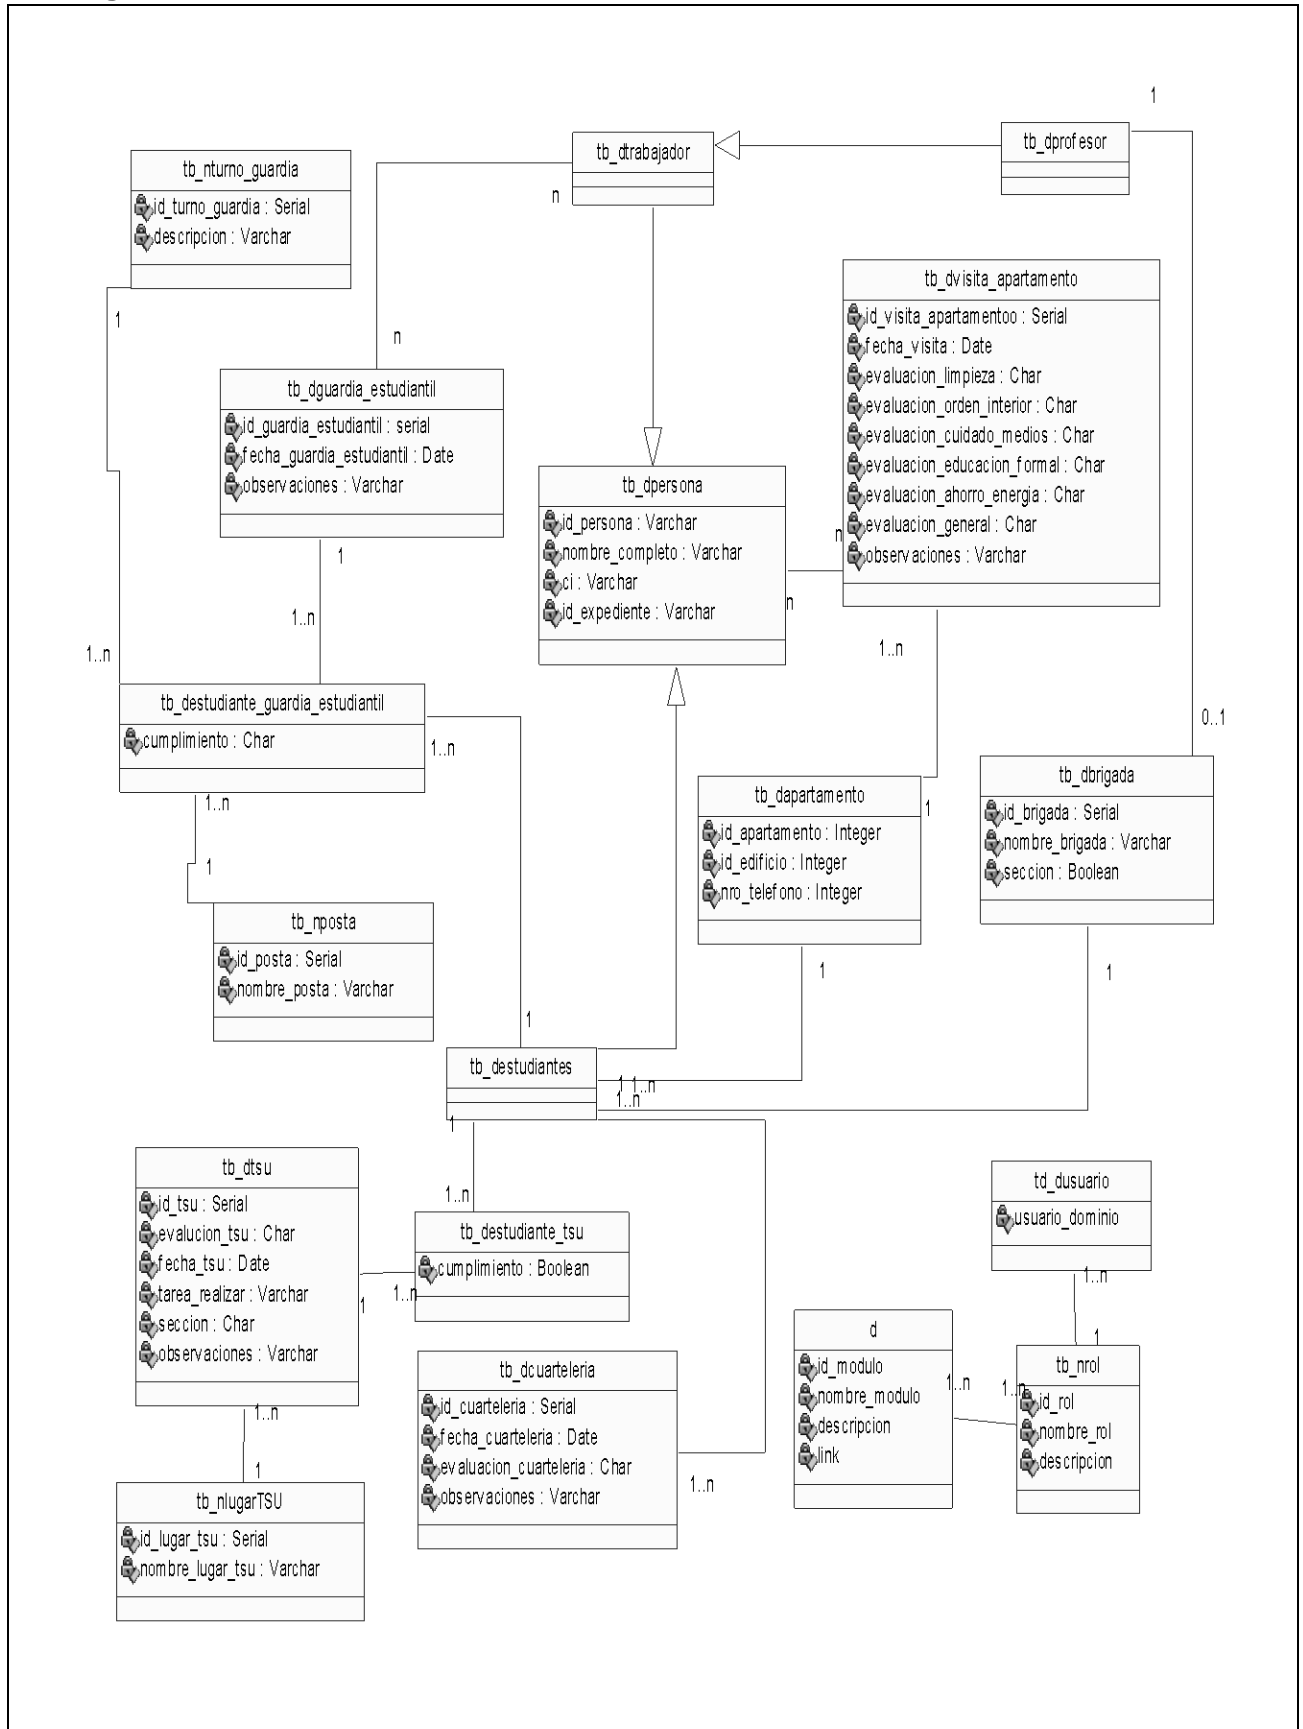 1
tb_dtrabajador
n
tb_dprofesor
tb_nturno_guardia
id_turno_guardia : Serial
descripcion : Varchar
1
n
tb_dvisita_apartamento
id_visita_apartamentoo : Serial
fecha_visita : Date
evaluacion_limpieza : Char
evaluacion_orden_interior : Char
evaluacion_cuidado_medios : Char
evaluacion_educacion_formal : Char
evaluacion_ahorro_energia : Char
evaluacion_general : Char
observaciones : Varchar
tb_dguardia_estudiantil
id_guardia_estudiantil : serial
fecha_guardia_estudiantil : Date
observaciones : Varchar
1
tb_dpersona
id_persona : Varchar
nombre_completo : Varchar
ci : Varchar
id_expediente : Varchar
n
n
1..n
1..n
1..n
tb_destudiante_guardia_estudiantil
cumplimiento : Char
1..n
1..n
0..1
tb_dapartamento
id_apartamento : Integer
id_edificio : Integer
nro_telefono : Integer
1
1
tb_dbrigada
id_brigada : Serial
nombre_brigada : Varchar
seccion : Boolean
1
1
tb_nposta
id_posta : Serial
nombre_posta : Varchar
1
tb_destudiantes
1
1..n
1..n
1
tb_dtsu
id_tsu : Serial
evalucion_tsu : Char
fecha_tsu : Date
tarea_realizar : Varchar
seccion : Char
observaciones : Varchar
1..n
tb_destudiante_tsu
cumplimiento : Boolean
1
1..n
td_dusuario
usuario_dominio
1..n
1
d
id_modulo
nombre_modulo
descripcion
link
1..n
1..n
tb_nrol
id_rol
nombre_rol
descripcion
tb_dcuarteleria
id_cuarteleria : Serial
fecha_cuarteleria : Date
evaluacion_cuarteleria : Char
observaciones : Varchar
1..n
1..n
1
tb_nlugarTSU
id_lugar_tsu : Serial
nombre_lugar_tsu : Varchar